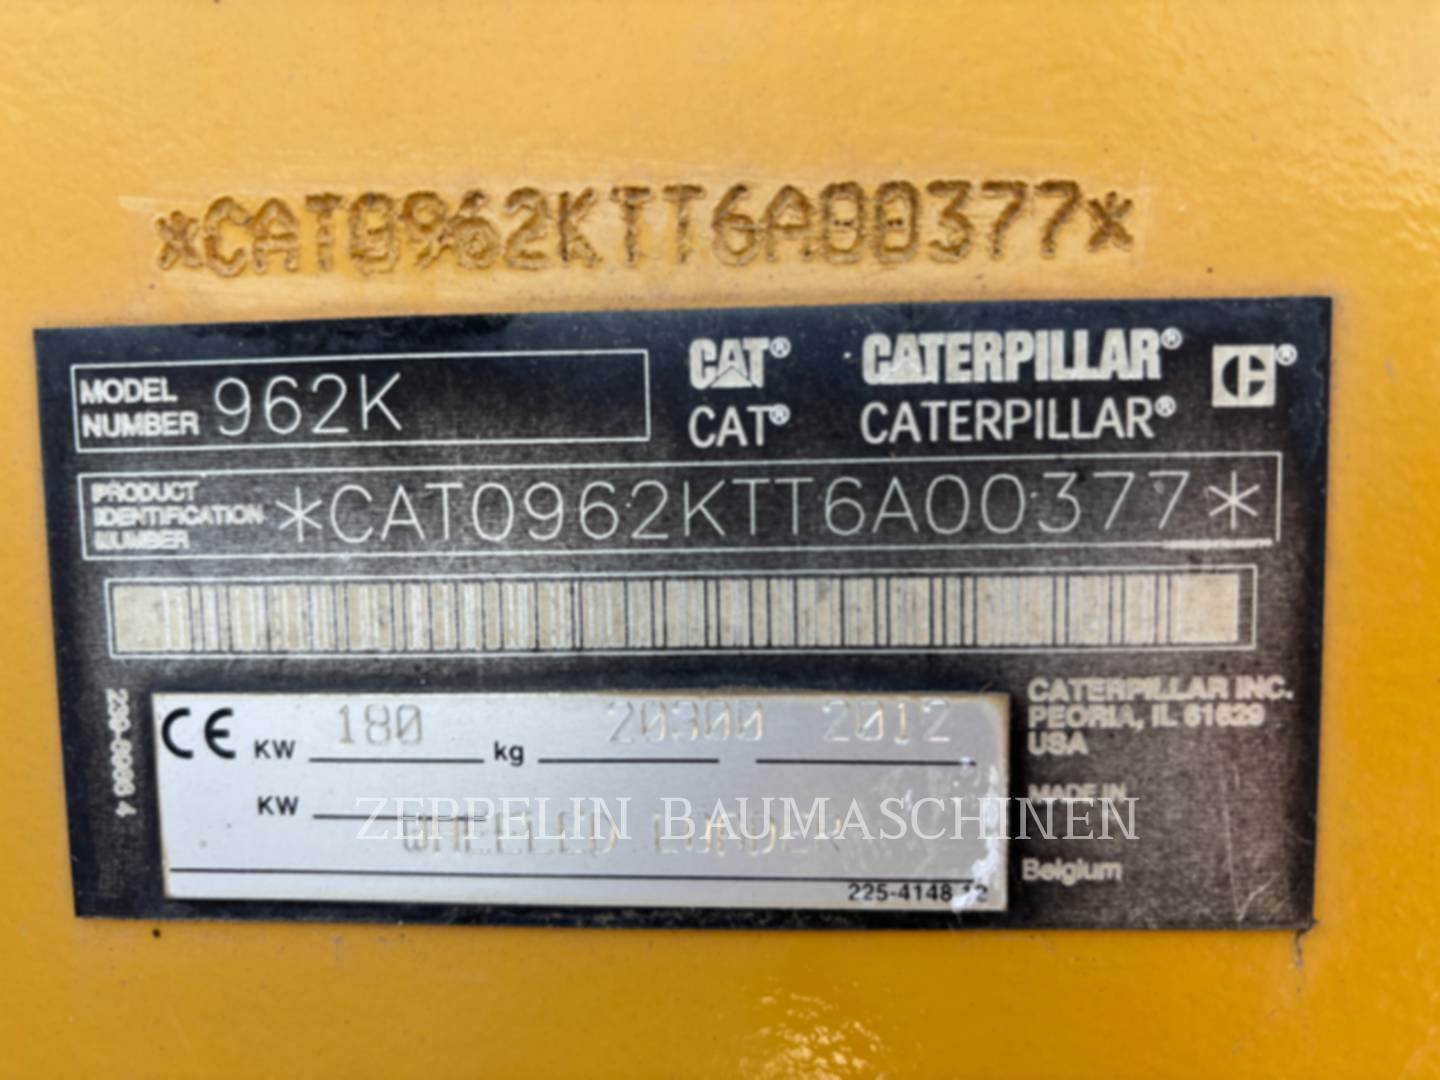 *CAT0962KTT6A00377*
MODEL NUMBER 962K
CAT® CATERPILLAR®
CAT® CATERPILLAR®
PRODUCT IDENTIFICATION NUMBER *CAT0962KTT6A00377*
CE KW 180 kg 20300 2012
KW
WHEELED LOADER
225-4148 12
CATERPILLAR INC.
PEORIA, IL 61629
USA
MADE IN
Belgium
ZEPPELIN BAUMASCHINEN